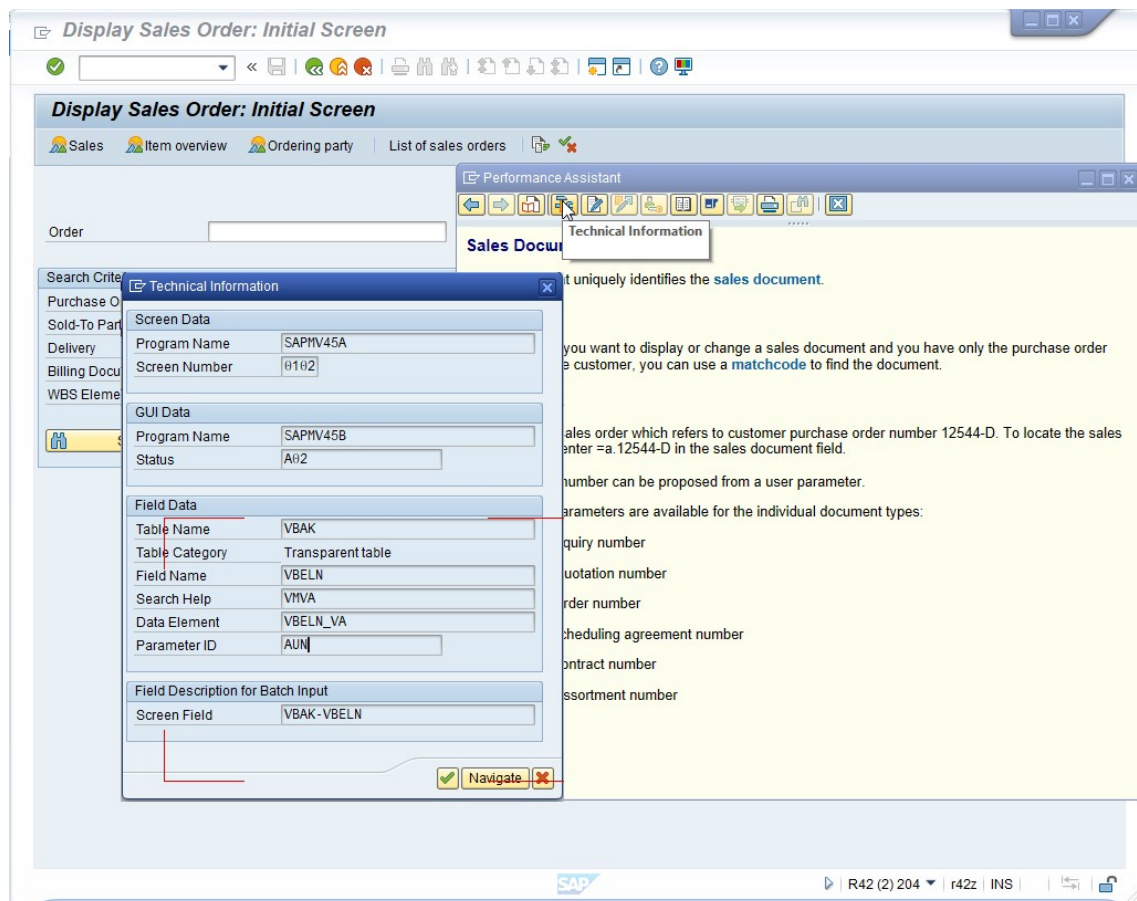 Display Sales Order: Initial Screen
Display Sales Order: Initial Screen
Sales Item overview Ordering party List of sales orders
Performance Assistant
Technical Information
Order
Sales Docu
t uniquely identifies the sales document.
Search Crite
Purchase O
Sold-To Part
Delivery
Billing Docu
WBS Eleme
S
you want to display or change a sales document and you have only the purchase order
e customer, you can use a matchcode to find the document.
ales order which refers to customer purchase order number 12544-D. To locate the sales
enter =a.12544-D in the sales document field.
number can be proposed from a user parameter.
arameters are available for the individual document types:
quiry number
uotation number
rder number
cheduling agreement number
ontract number
ssortment number
Technical Information
Screen Data
Program Name SAPMV45A
Screen Number 0102
GUI Data
Program Name SAPMV45B
Status A02
Field Data
Table Name VBAK
Table Category Transparent table
Field Name VBELN
Search Help VMVA
Data Element VBELN_VA
Parameter ID AUN
Field Description for Batch Input
Screen Field VBAK-VBELN
Navigate
SAP
R42 (2) 204 r42z INS